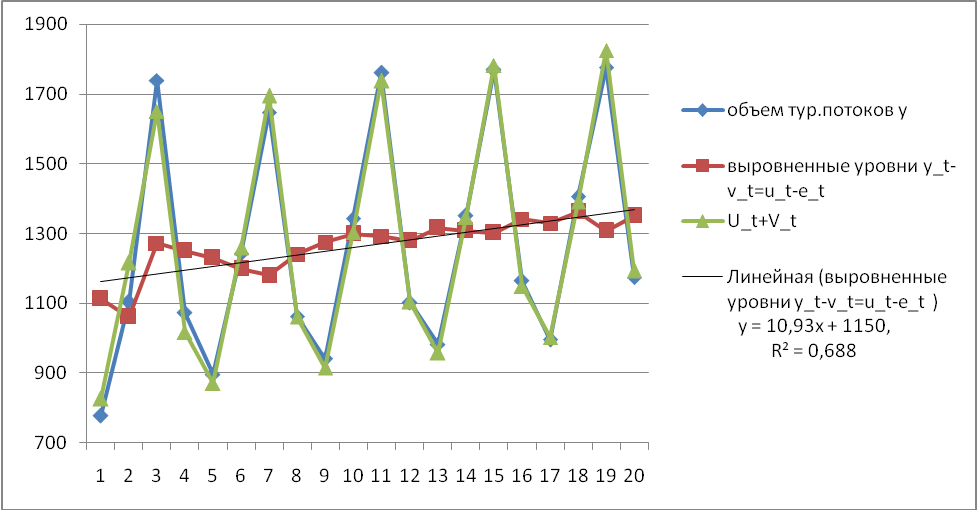 1900
1700
1500
1300
1100
900
700
1 2 3 4 5 6 7 8 9 10 11 12 13 14 15 16 17 18 19 20
объем тур.потоков у
выровненные уровни y_t-
v_t=u_t-e_t
U_t+V_t
Линейная (выровненные
уровни y_t-v_t=u_t-e_t )
y = 10,93x + 1150,
R² = 0,688